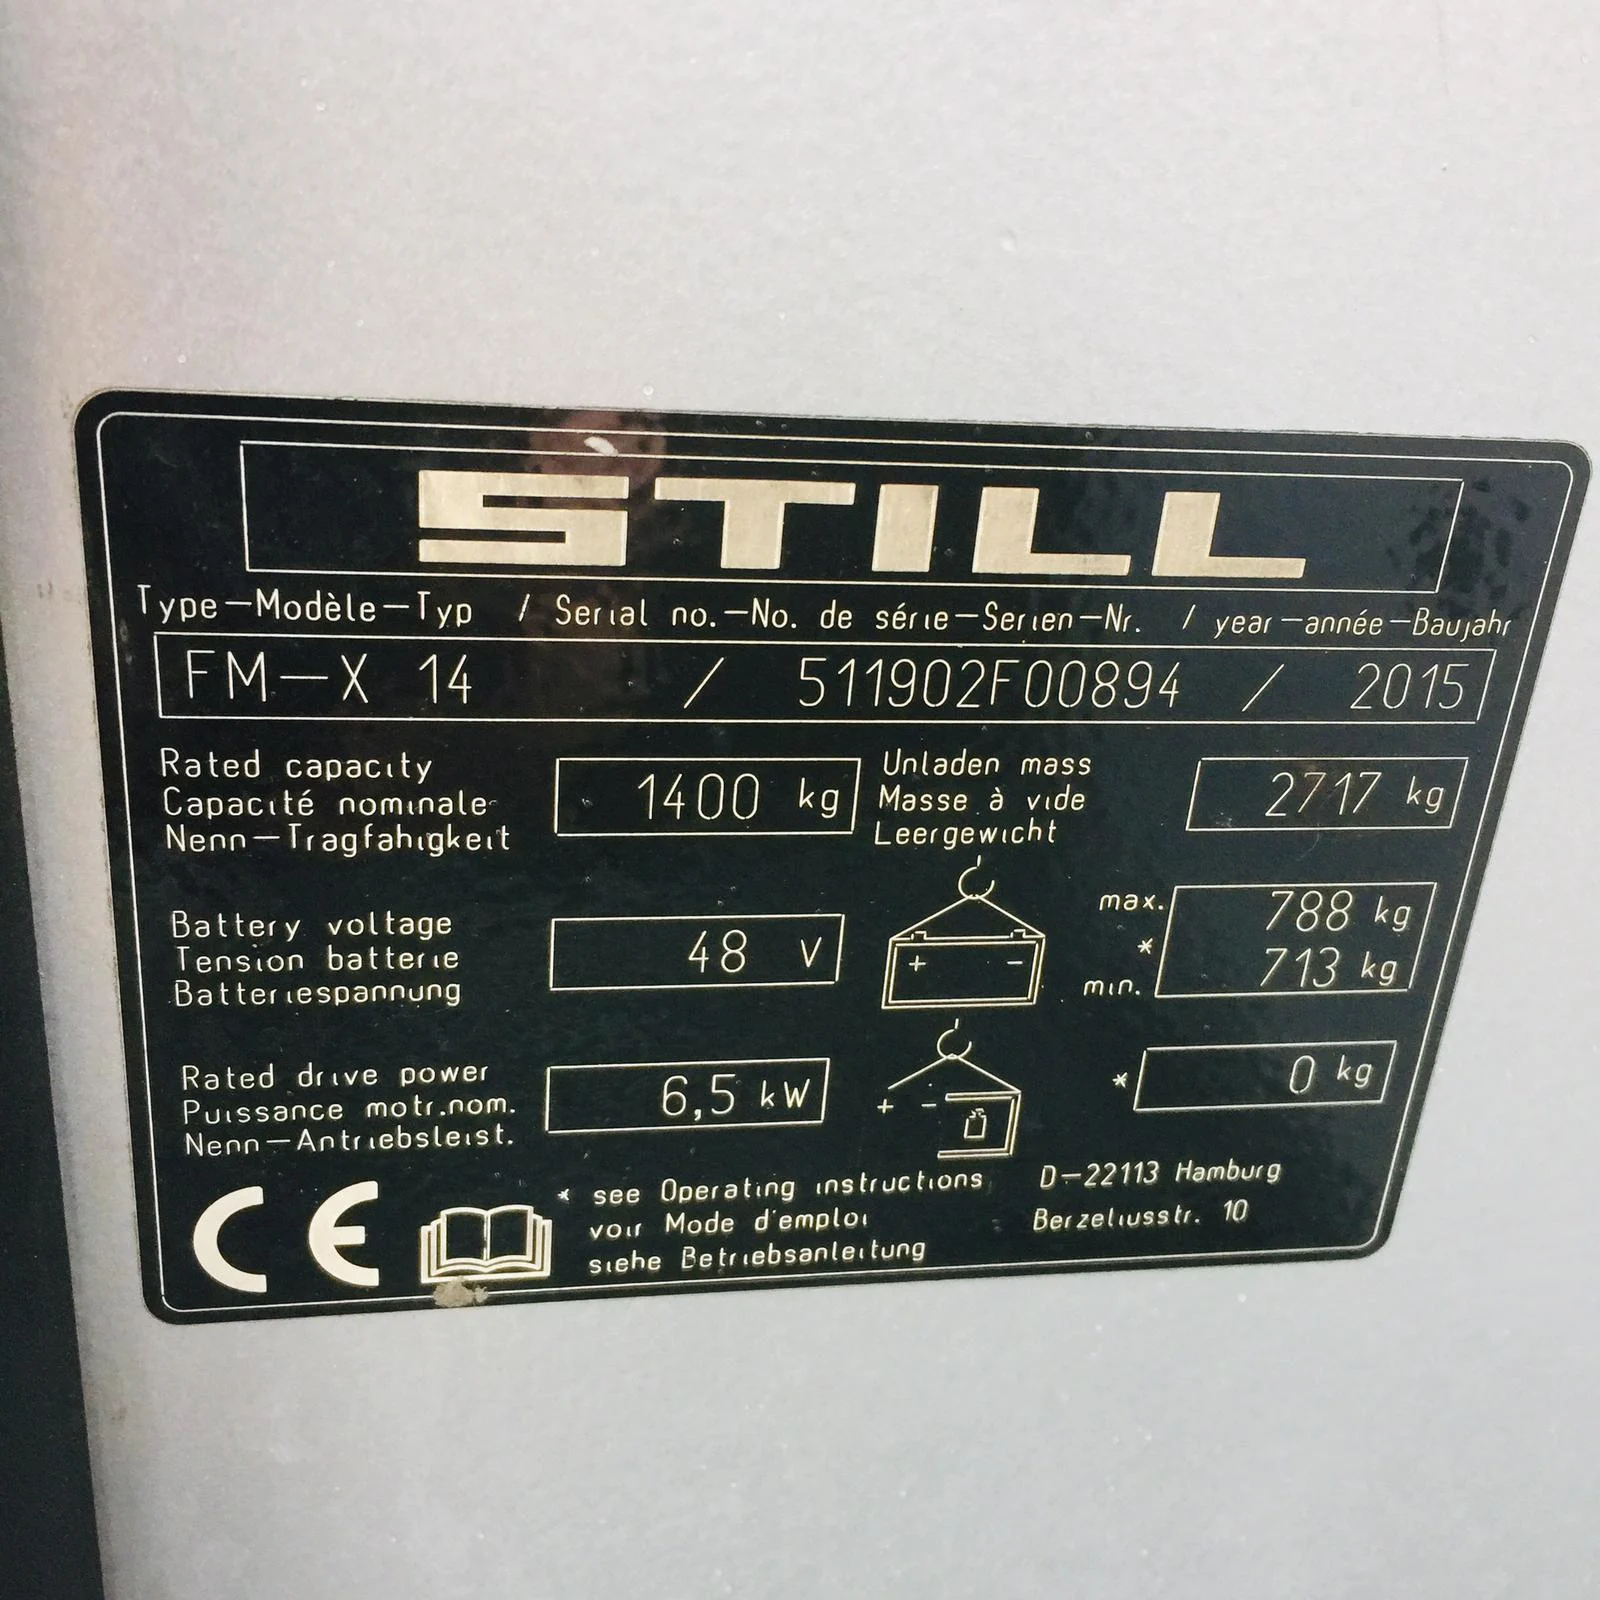 STILL
Type-Modèle-Typ / Serial no.-No. de série-Serien-Nr. / year-année-Baujahr
FM-X 14 / 511902F00894 / 2015
Rated capacity
Capacité nominale
Nenn-Tragfahigkeit
1400 kg
Unladen mass
Masse à vide
Leergewicht
2717 kg
Battery voltage
Tension batterie
Batteriespannung
48 V
+ -
max. 788 kg
*
min. 713 kg
Rated drive power
Puissance motr.nom.
Nenn-Antriebsleist.
6,5 kW
+ -
* 0 kg
CE
* see Operating instructions
voir Mode d'emploi
siehe Betriebsanleitung
D-22113 Hamburg
Berzeliusstr. 10